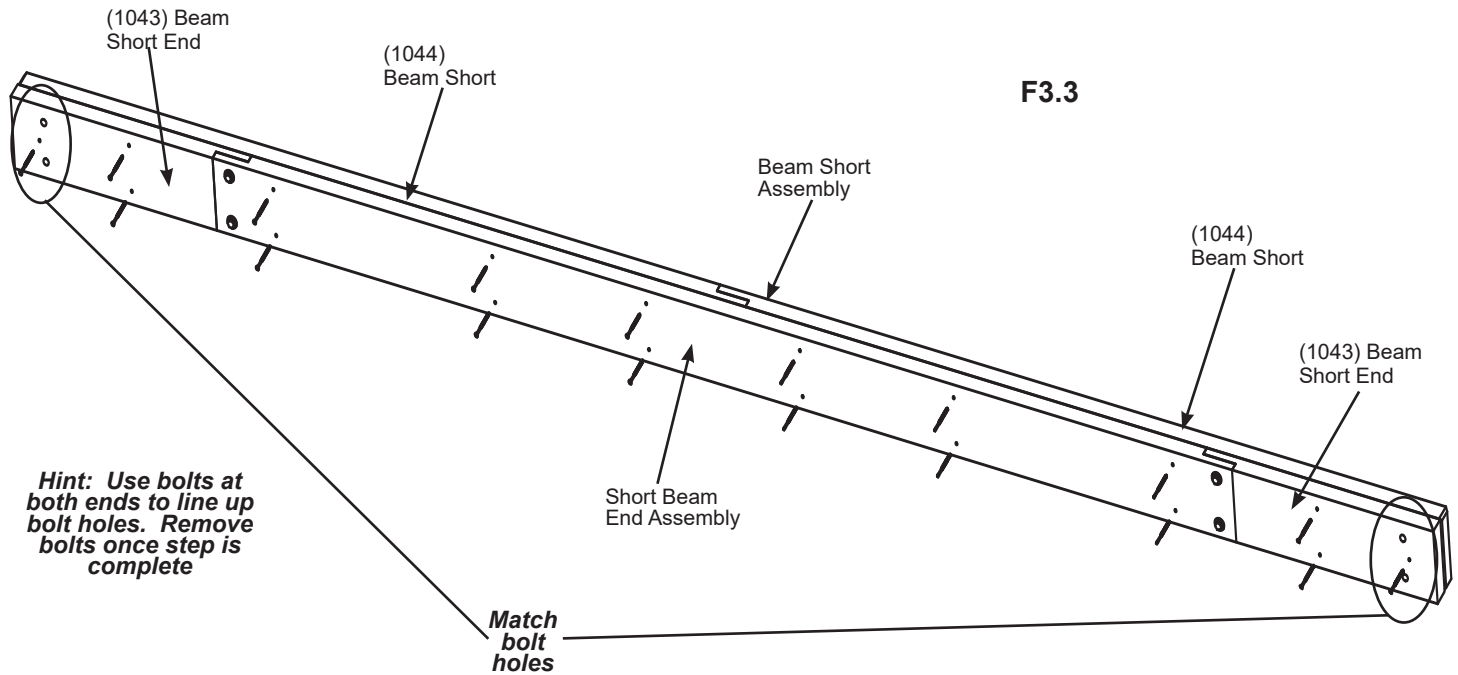 (1043) Beam
Short End
(1044)
Beam Short
F3.3
Beam Short
Assembly
(1044)
Beam Short
(1043) Beam
Short End
Short Beam
End Assembly
Hint: Use bolts at
both ends to line up
bolt holes. Remove
bolts once step is
complete
Match
bolt
holes